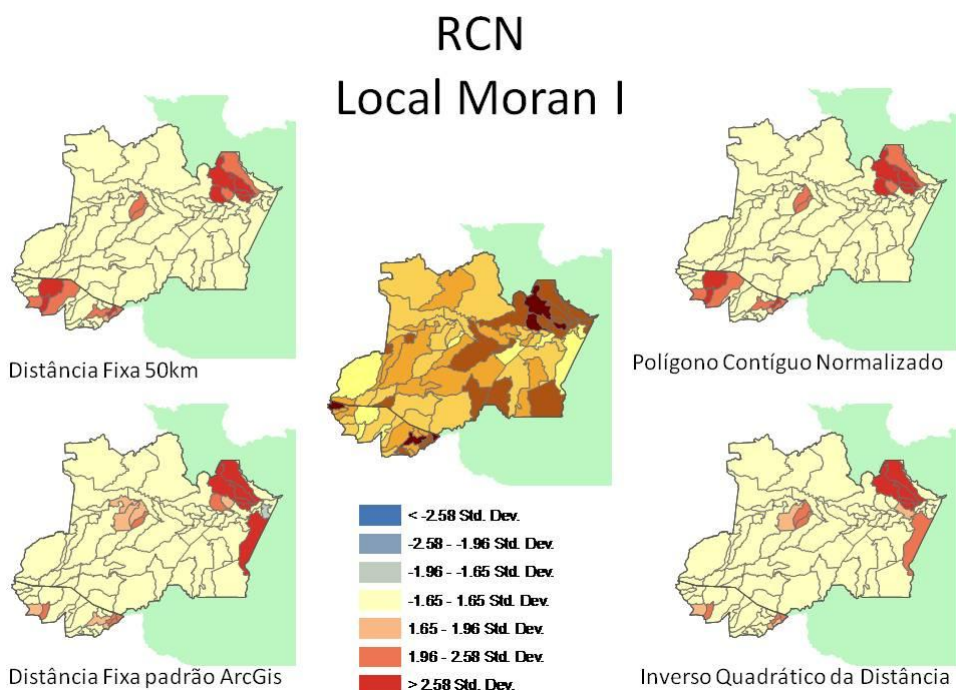 RCN
Local Moran I
Distância Fixa 50km
Polígono Contíguo Normalizado
< -2.58 Std. Dev.
-2.58 - -1.96 Std. Dev.
-1.96 - -1.65 Std. Dev.
-1.65 - 1.65 Std. Dev.
1.65 - 1.96 Std. Dev.
1.96 - 2.58 Std. Dev.
> 2.58 Std. Dev.
Distância Fixa padrão ArcGis
Inverso Quadrático da Distância